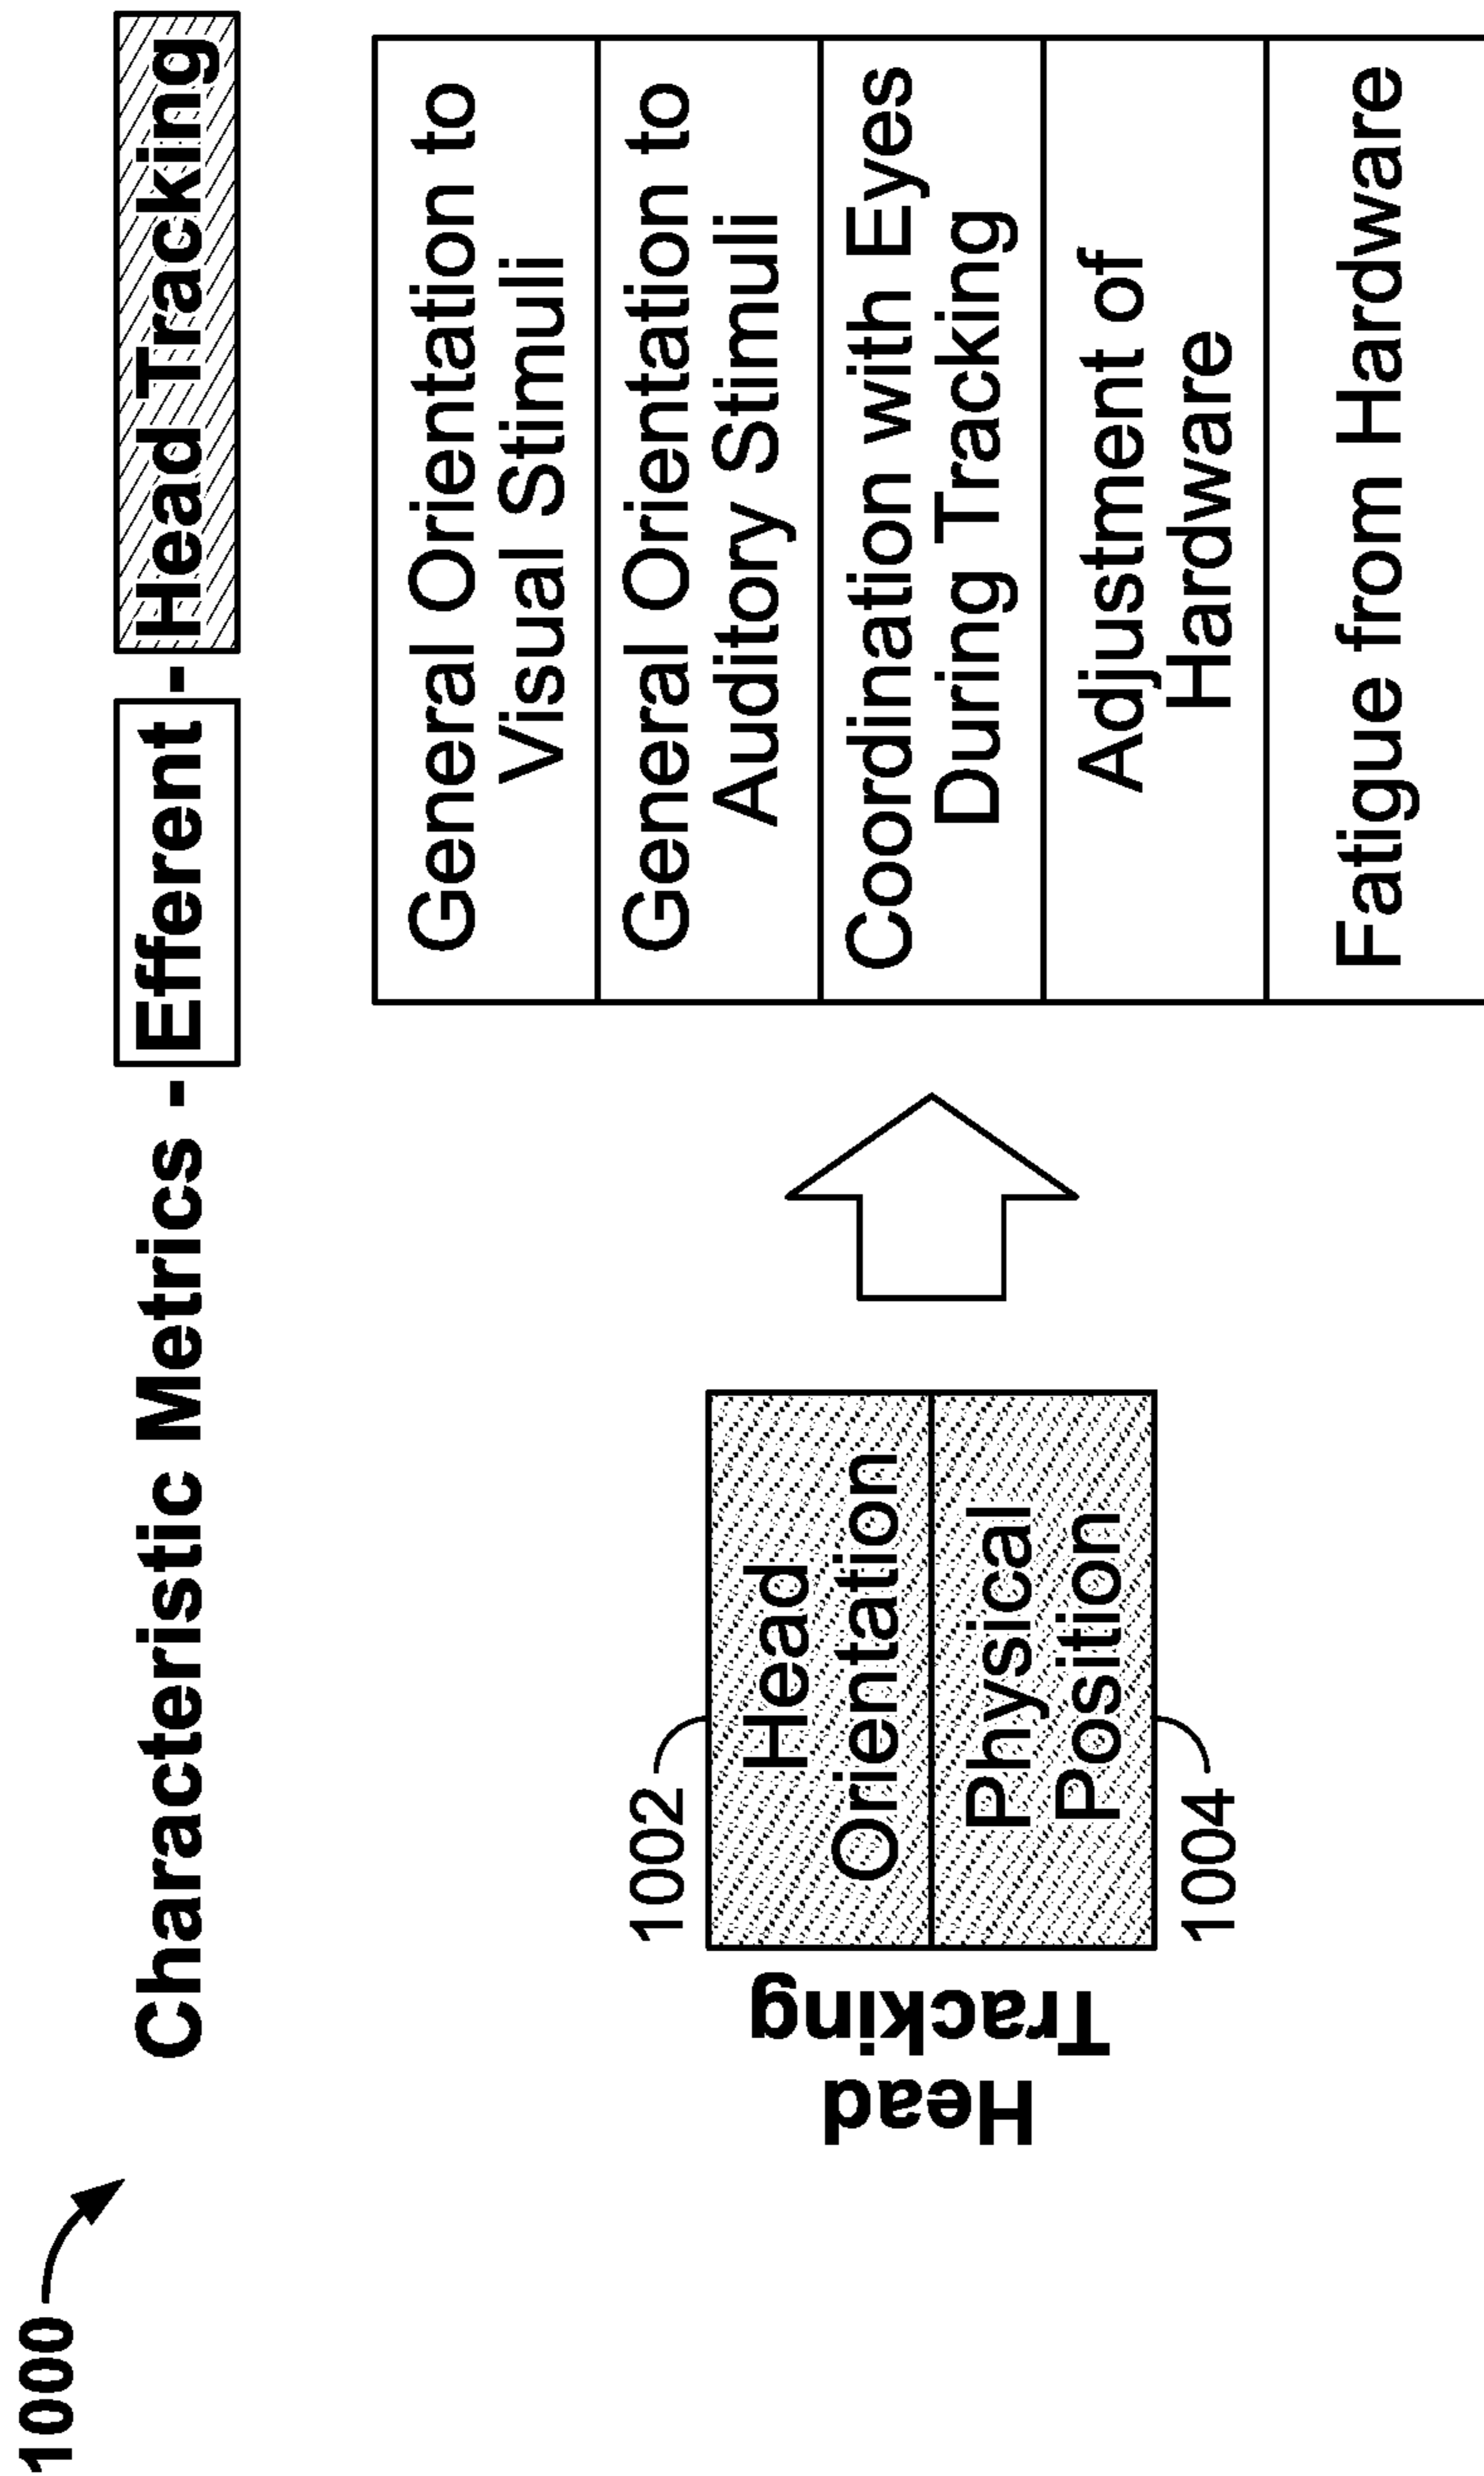 1000
Characteristic Metrics - Efferent - Head Tracking
Head
Tracking
1002
Head
Orientation
Physical
Position
1004
General Orientation to
Visual Stimuli
General Orientation to
Auditory Stimuli
Coordination with Eyes
During Tracking
Adjustment of
Hardware
Fatigue from Hardware